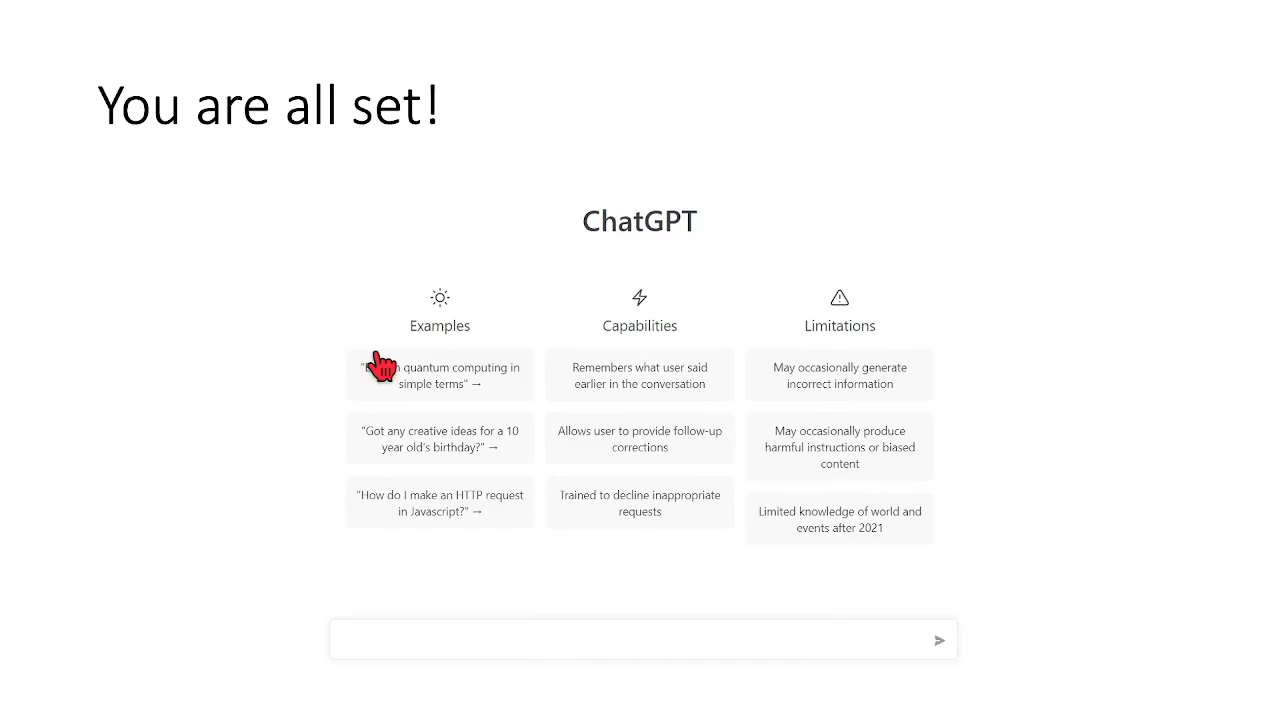 You are all set!
ChatGPT
Examples
Capabilities
Limitations
quantum computing in
simple terms" →
"Got any creative ideas for a 10
year old's birthday?" →
"How do I make an HTTP request
in Javascript?" →
Remembers what user said
earlier in the conversation
Allows user to provide follow-up
corrections
Trained to decline inappropriate
requests
May occasionally generate
incorrect information
May occasionally produce
harmful instructions or biased
content
Limited knowledge of world and
events after 2021